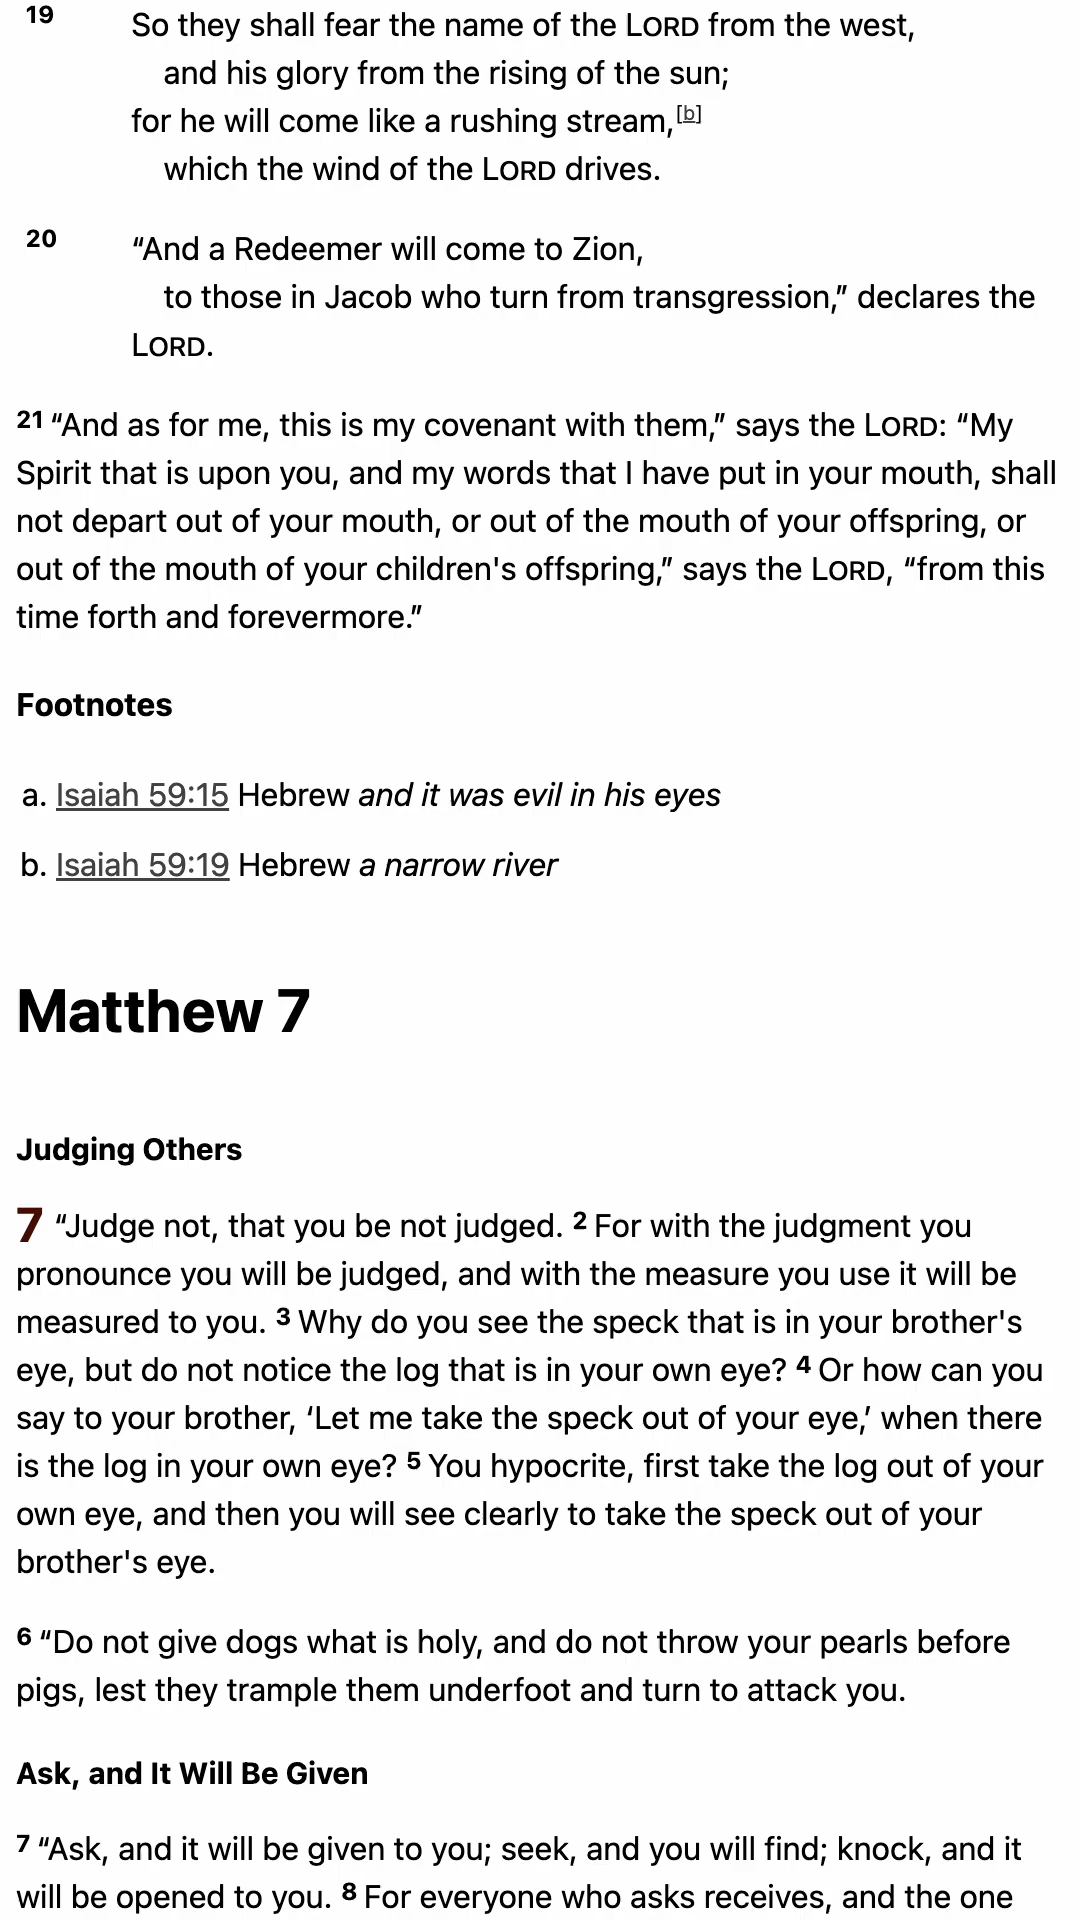 19 So they shall fear the name of the LORD from the west,
and his glory from the rising of the sun;
for he will come like a rushing stream,[b]
which the wind of the LORD drives.
20 “And a Redeemer will come to Zion,
to those in Jacob who turn from transgression,” declares the
LORD.
21 “And as for me, this is my covenant with them,” says the LORD: “My
Spirit that is upon you, and my words that I have put in your mouth, shall
not depart out of your mouth, or out of the mouth of your offspring, or
out of the mouth of your children's offspring,” says the LORD, “from this
time forth and forevermore.”
Footnotes
a. Isaiah 59:15 Hebrew and it was evil in his eyes
b. Isaiah 59:19 Hebrew a narrow river
Matthew 7
Judging Others
7 “Judge not, that you be not judged. 2 For with the judgment you
pronounce you will be judged, and with the measure you use it will be
measured to you. 3 Why do you see the speck that is in your brother's
eye, but do not notice the log that is in your own eye? 4 Or how can you
say to your brother, ‘Let me take the speck out of your eye,’ when there
is the log in your own eye? 5 You hypocrite, first take the log out of your
own eye, and then you will see clearly to take the speck out of your
brother's eye.
6 “Do not give dogs what is holy, and do not throw your pearls before
pigs, lest they trample them underfoot and turn to attack you.
Ask, and It Will Be Given
7 “Ask, and it will be given to you; seek, and you will find; knock, and it
will be opened to you. 8 For everyone who asks receives, and the one